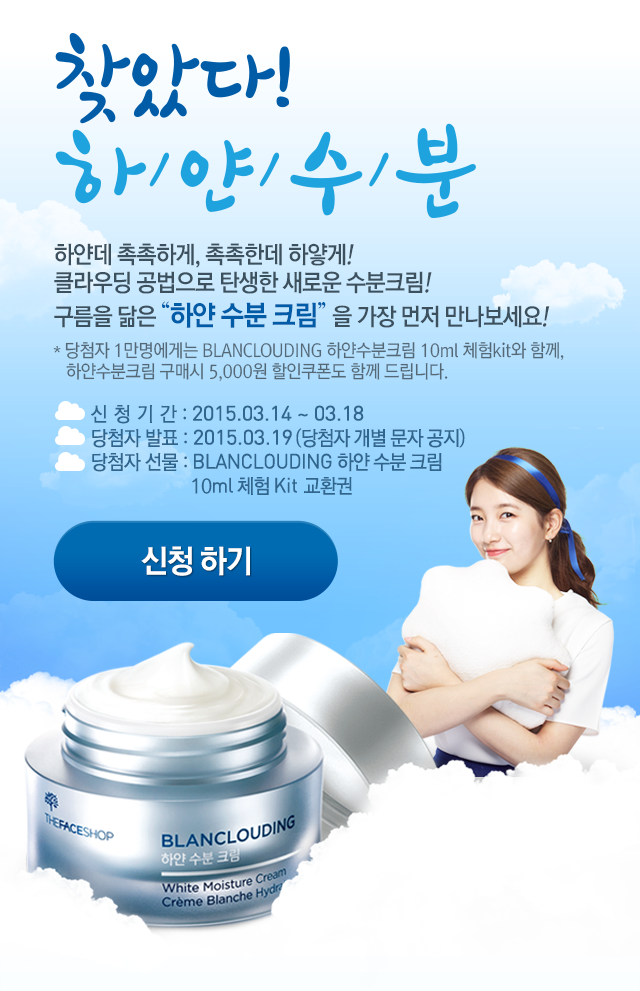 찾았다!
하/얀/수/분
하얀데 촉촉하게, 촉촉한데 하얗게!
클라우딩 공법으로 탄생한 새로운 수분크림!
구름을 닮은 “하얀 수분 크림” 을 가장 먼저 만나보세요!
* 당첨자 1만명에게는 BLANCLOUDING 하얀수분크림 10ml 체험kit와 함께,
하얀수분크림 구매시 5,000원 할인쿠폰도 함께 드립니다.
신 청 기 간 : 2015.03.14 ~ 03.18
당첨자 발표 : 2015.03.19 (당첨자 개별 문자 공지)
당첨자 선물 : BLANCLOUDING 하얀 수분 크림
10ml 체험 Kit 교환권
신청 하기
THEFACESHOP
BLANCLOUDING
하얀 수분 크림
White Moisture Cream
Crème Blanche Hydra